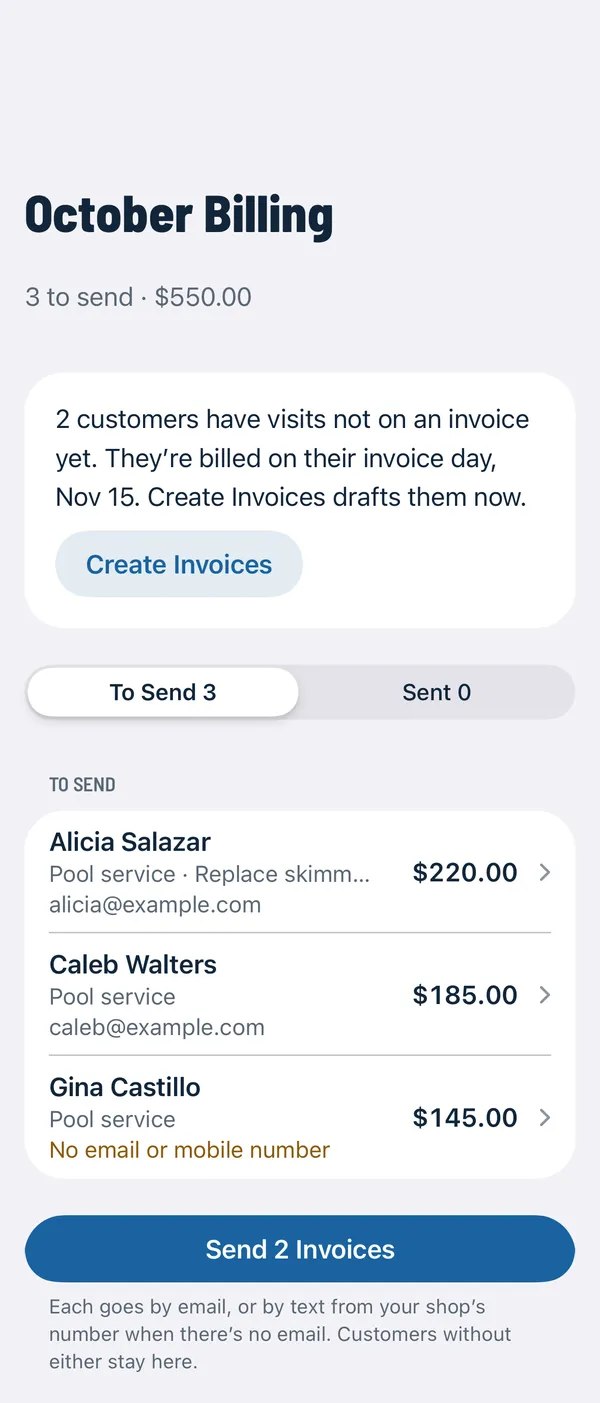 October Billing
3 to send · $550.00
2 customers have visits not on an invoice
yet. They’re billed on their invoice day,
Nov 15. Create Invoices drafts them now.
Create Invoices
To Send 3
Sent 0
TO SEND
Alicia Salazar
Pool service · Replace skimm...
alicia@example.com
$220.00
Caleb Walters
Pool service
caleb@example.com
$185.00
Gina Castillo
Pool service
No email or mobile number
$145.00
Send 2 Invoices
Each goes by email, or by text from your shop’s
number when there’s no email. Customers without
either stay here.